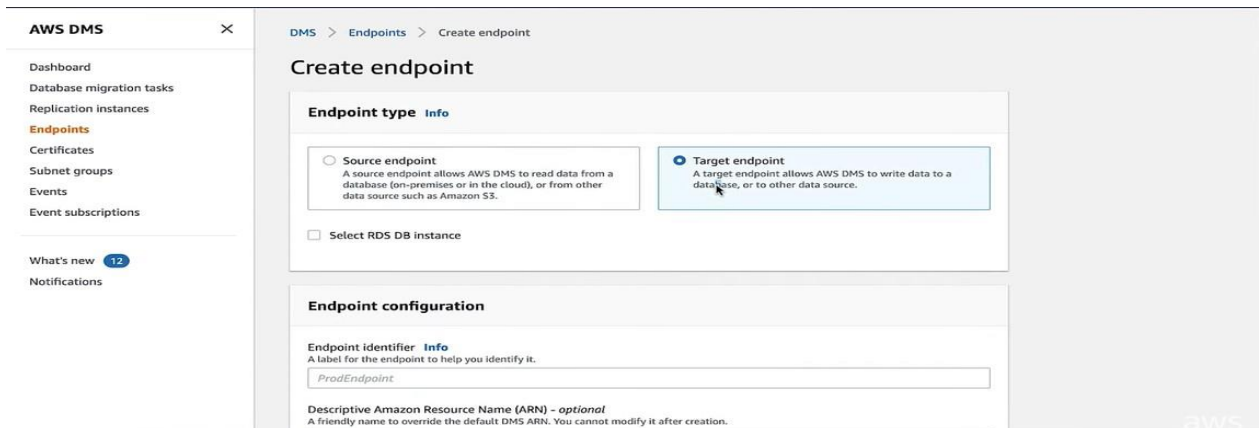 AWS DMS
Dashboard
Database migration tasks
Replication instances
Endpoints
Certificates
Subnet groups
Events
Event subscriptions
What's new 12
Notifications
DMS > Endpoints > Create endpoint
Create endpoint
Endpoint type Info
Source endpoint
A source endpoint allows AWS DMS to read data from a
database (on-premises or in the cloud), or from other
data source such as Amazon S3.
Target endpoint
A target endpoint allows AWS DMS to write data to a
database, or to other data source.
Select RDS DB instance
Endpoint configuration
Endpoint identifier Info
A label for the endpoint to help you identify it.
ProdEndpoint
Descriptive Amazon Resource Name (ARN) - optional
A friendly name to override the default DMS ARN. You cannot modify it after creation.
aws